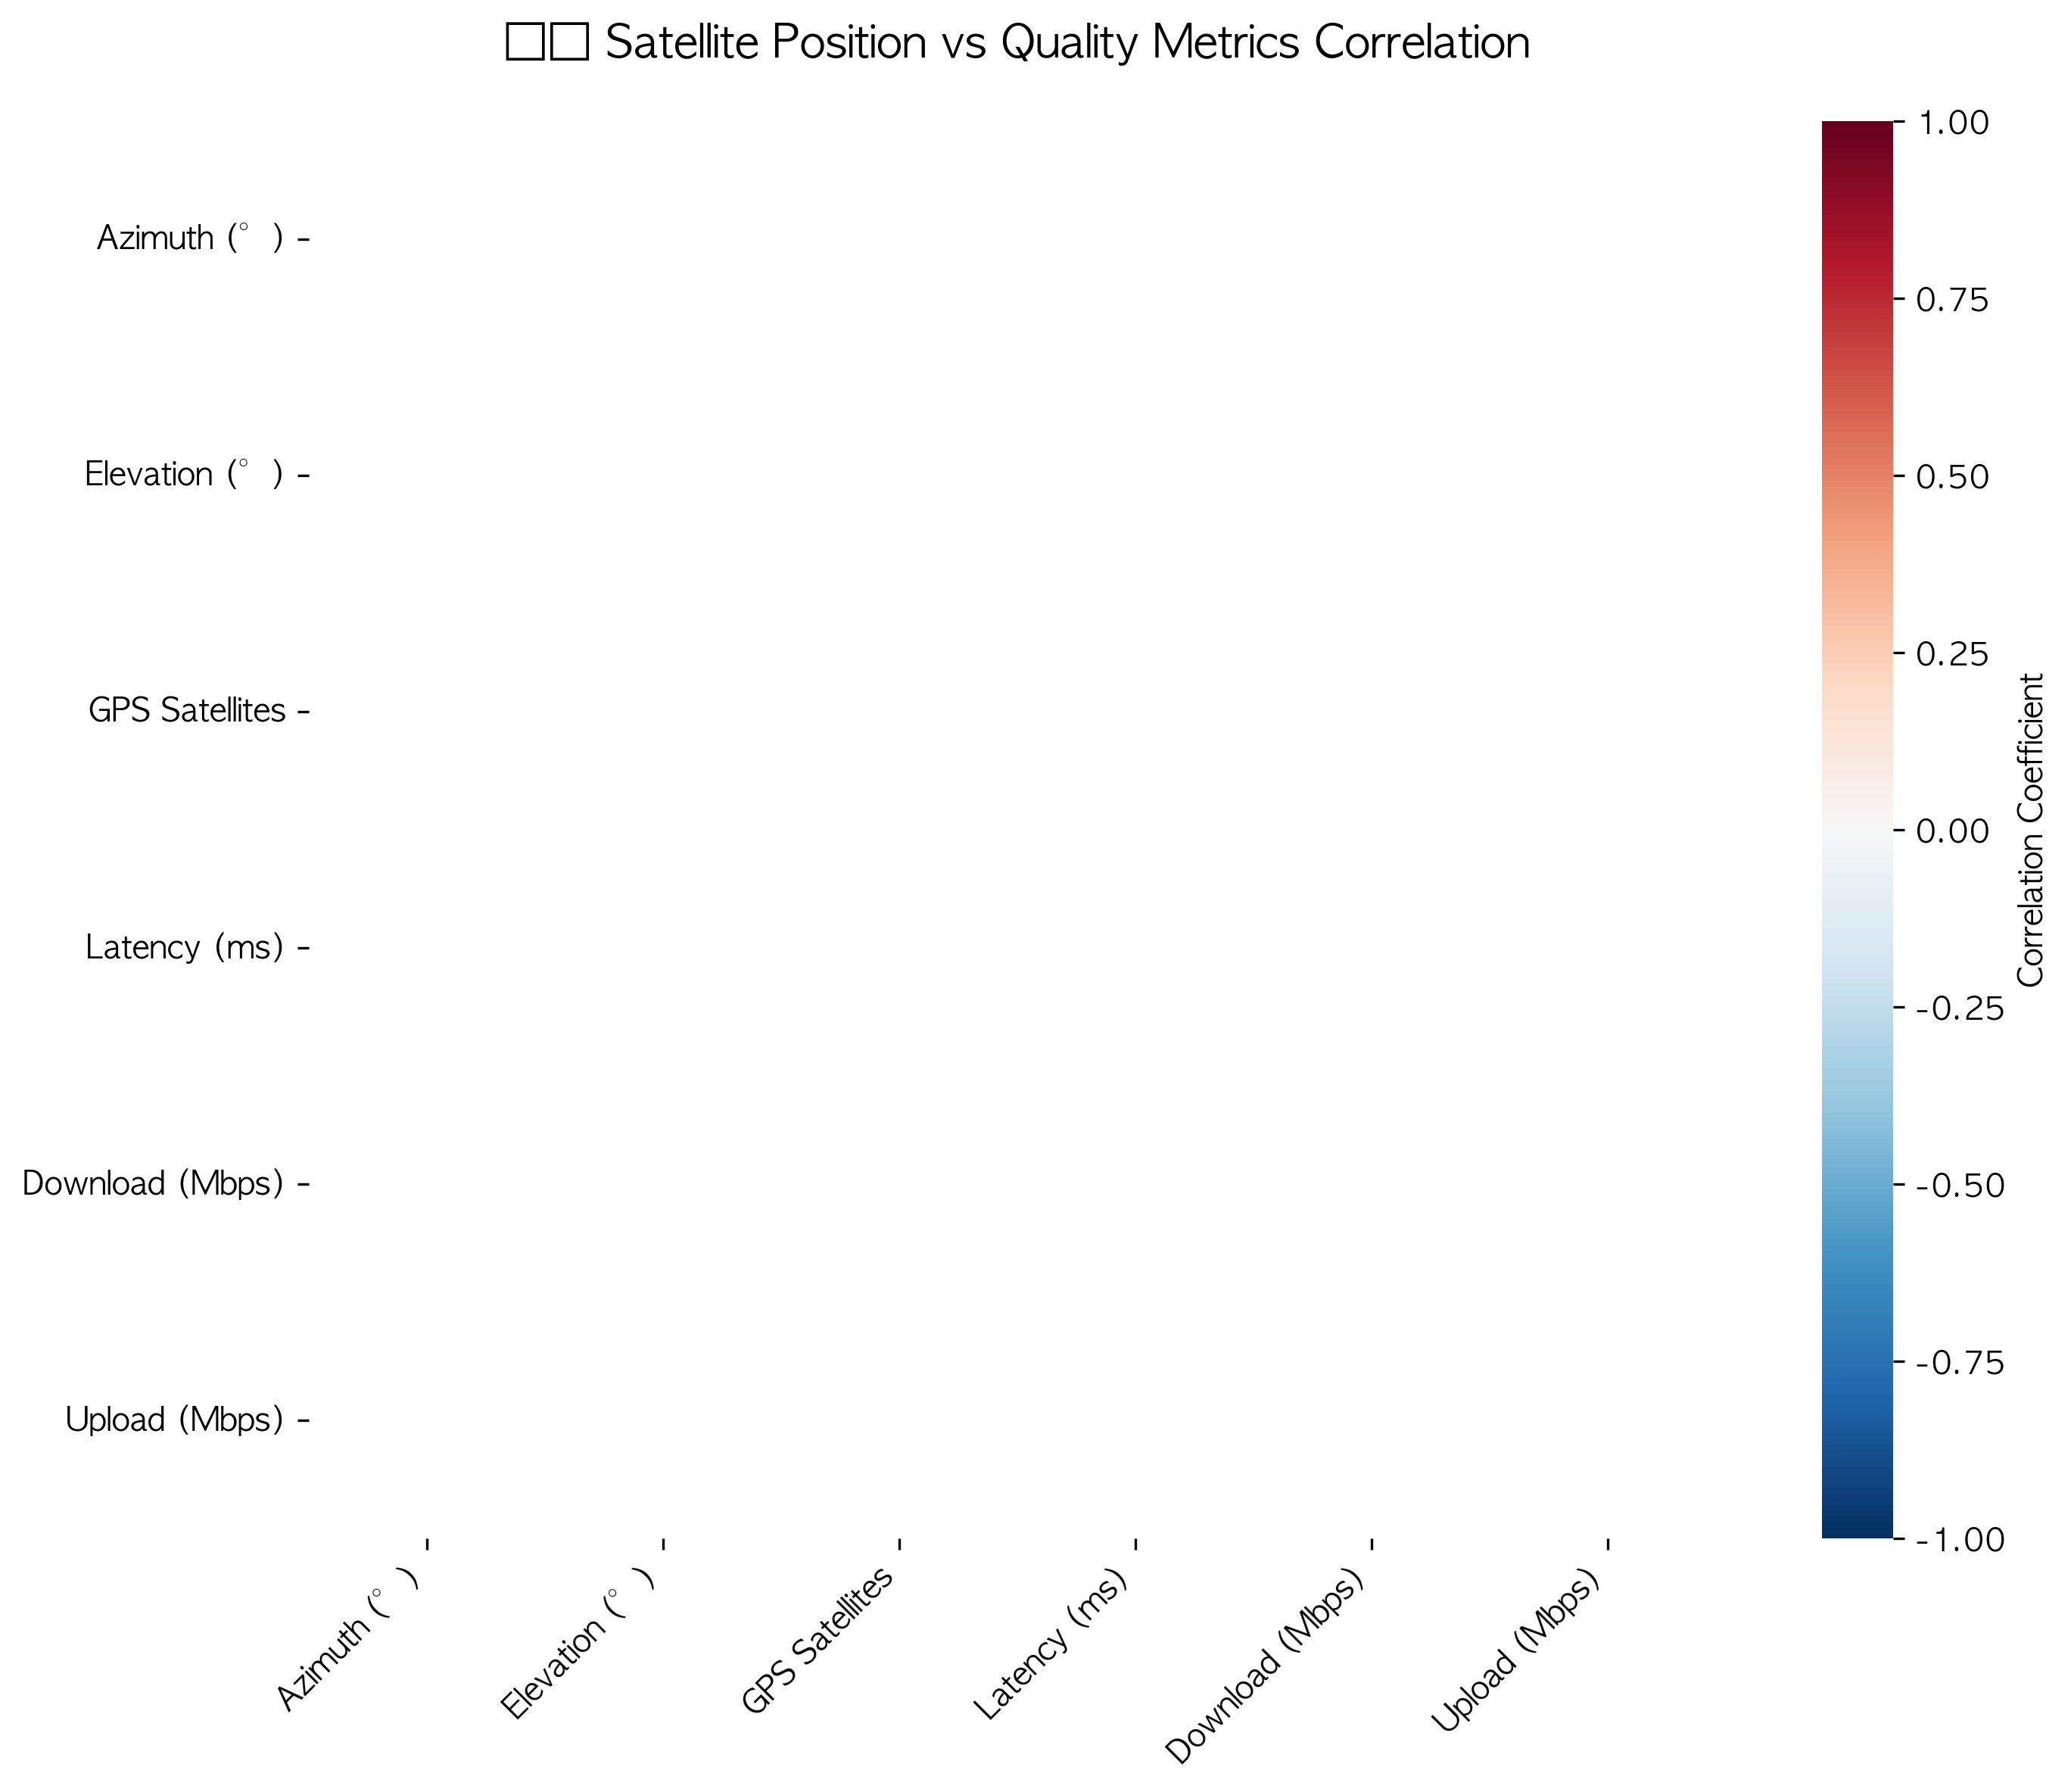 □□ Satellite Position vs Quality Metrics Correlation
Azimuth (°)
Elevation (°)
GPS Satellites
Latency (ms)
Download (Mbps)
Upload (Mbps)
Azimuth (°)
Elevation (°)
GPS Satellites
Latency (ms)
Download (Mbps)
Upload (Mbps)
1.00
0.75
0.50
0.25
0.00
-0.25
-0.50
-0.75
-1.00
Correlation Coefficient